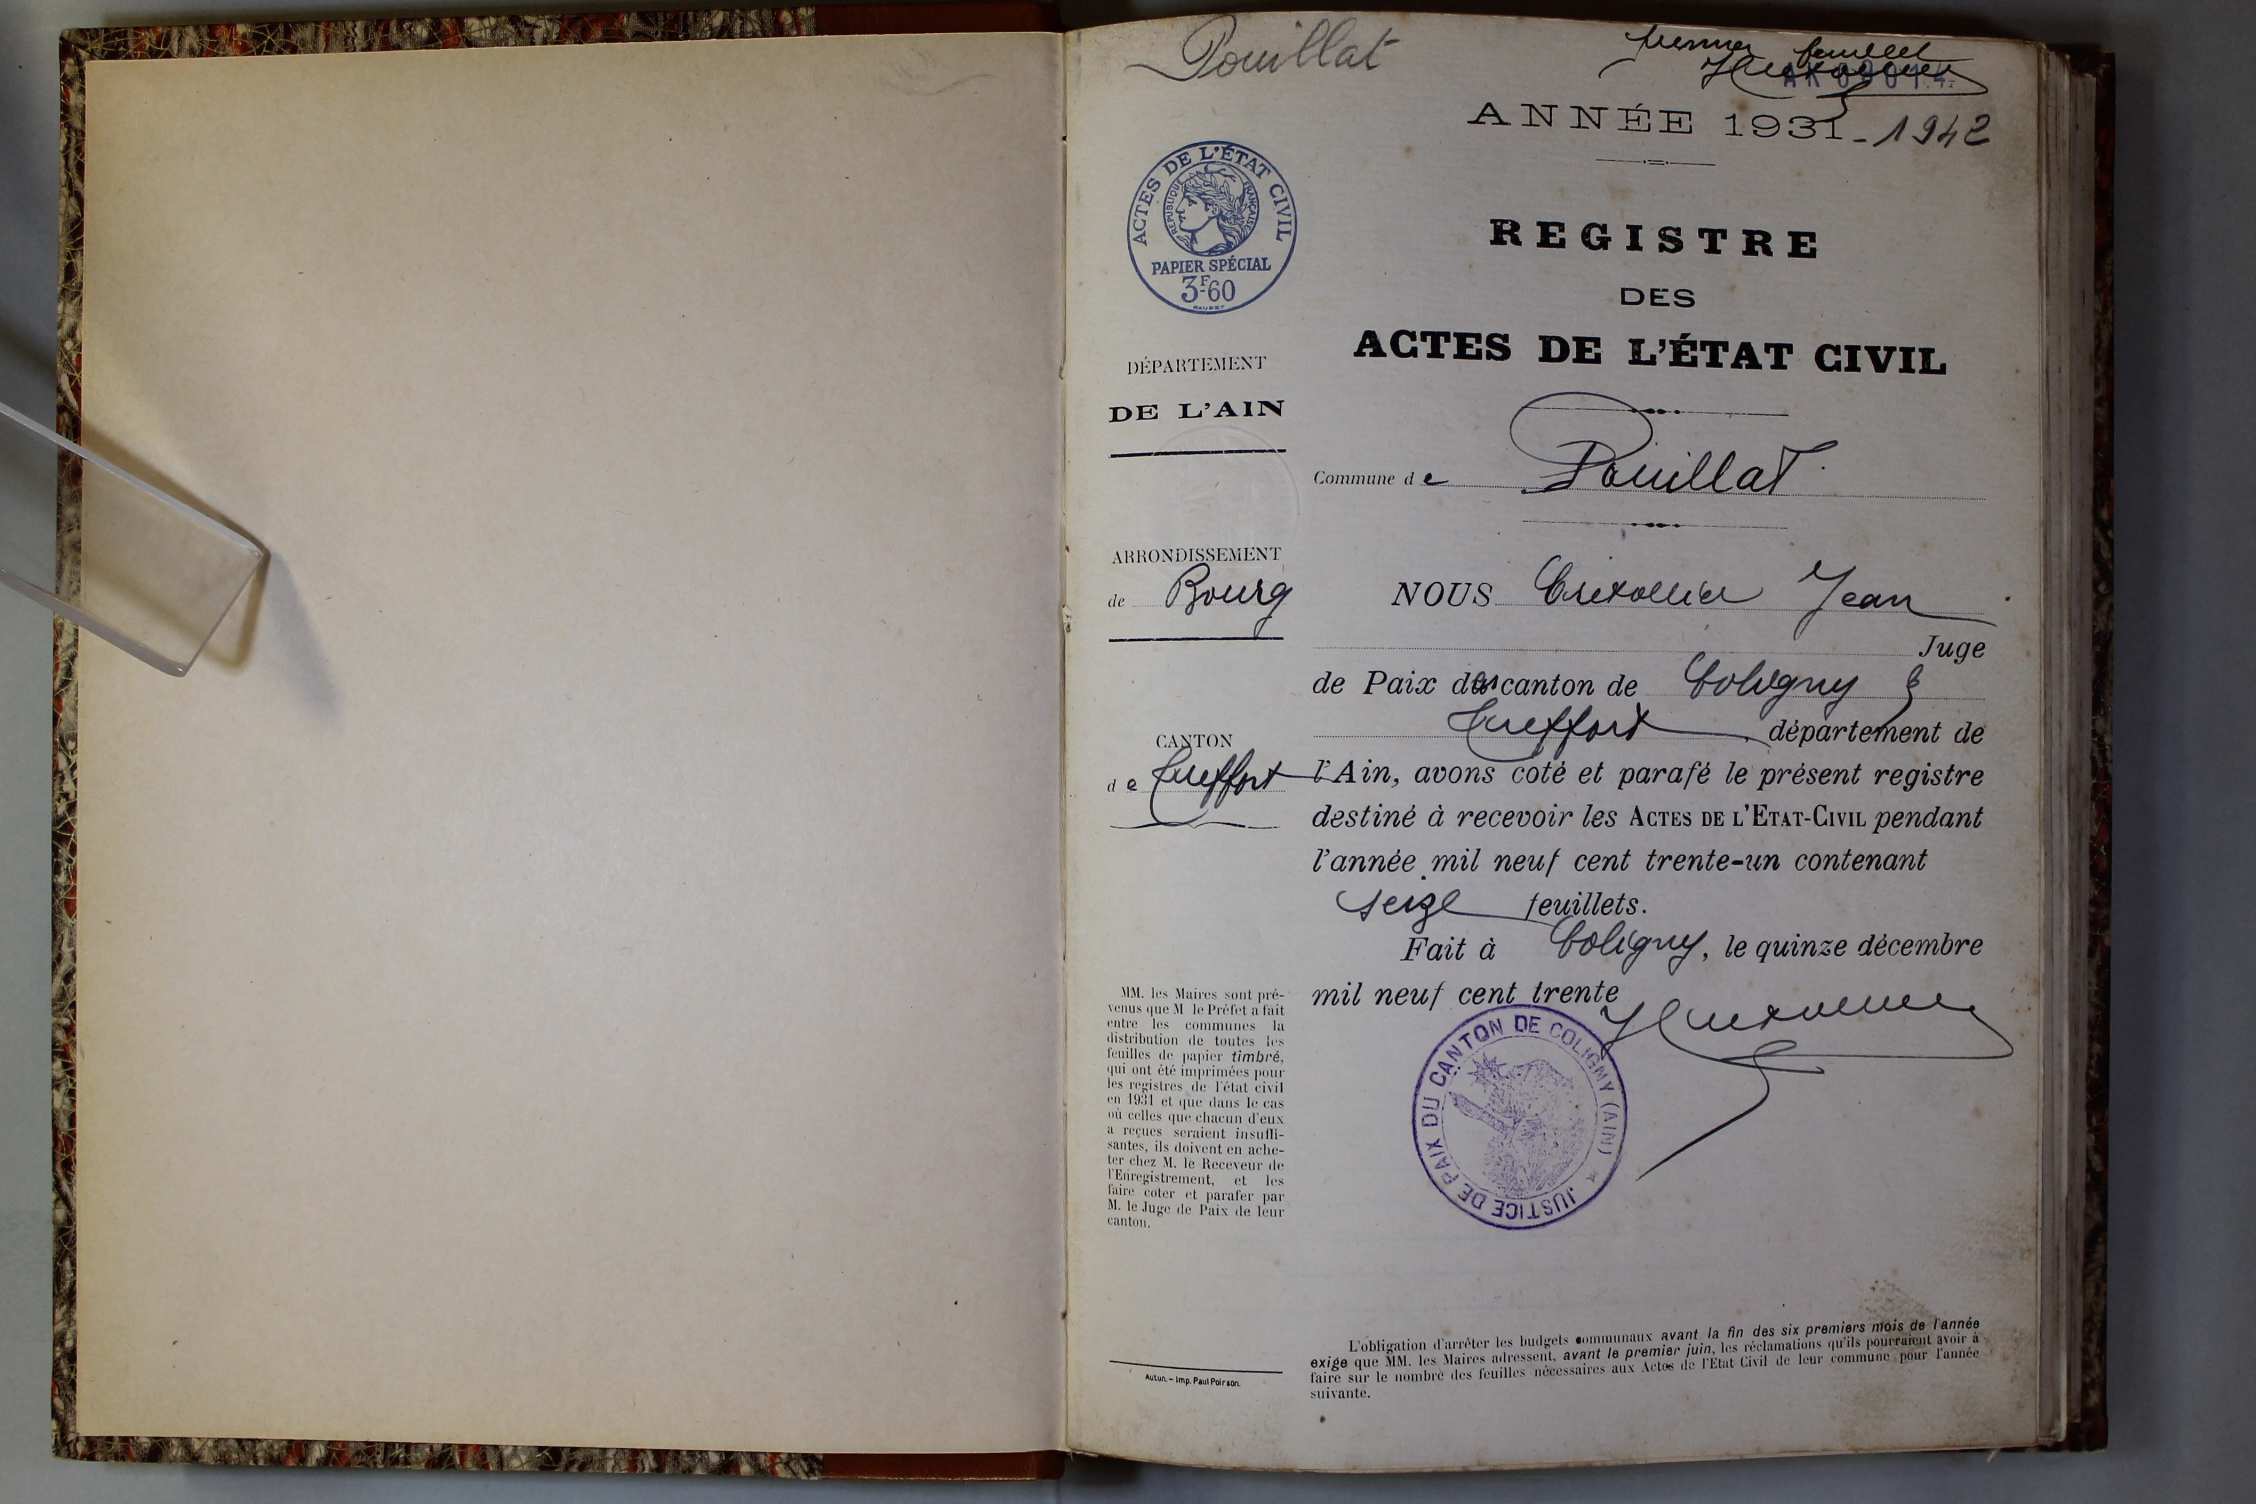 Pouillat
premier feuillet
ANNÉE 1931 - 1942
ACTES DE L'ÉTAT CIVIL
RÉPUBLIQUE FRANÇAISE
PAPIER SPÉCIAL
3F60
REGISTRE
DES
ACTES DE L'ÉTAT CIVIL
DÉPARTEMENT
DE L'AIN
Commune de Pouillat
ARRONDISSEMENT
de Bourg
CANTON
de Treffort
NOUS Jean
Juge
de Paix des canton de Coligny &
Treffort département de
l'Ain, avons coté et parafé le présent registre
destiné à recevoir les ACTES DE L'ETAT-CIVIL pendant
l'année mil neuf cent trente-un contenant
seize feuillets.
Fait à Coligny, le quinze décembre
mil neuf cent trente
JUSTICE DE PAIX DU CANTON DE COLIGNY (AIN)
MM. les Maires sont pré-
venus que M le Préfet a fait
entre les communes la
distribution de toutes les
feuilles de papier timbré,
qui ont été imprimées pour
les registres de l'état civil
en 1931 et que dans le cas
où celles que chacun d'eux
a reçues seraient insuffi-
santes, ils doivent en ache-
ter chez M. le Receveur de
l'Enregistrement, et les
faire coter et parafer par
M. le Juge de Paix de leur
canton.
Autun. - Imp. Paul Poirson.
L'obligation d'arrêter les budgets communaux avant la fin des six premiers mois de l'année
exige que MM. les Maires adressent, avant le premier juin, les réclamations qu'ils pourraient avoir à
faire sur le nombre des feuilles nécessaires aux Actes de l'Etat Civil de leur commune pour l'année
suivante.